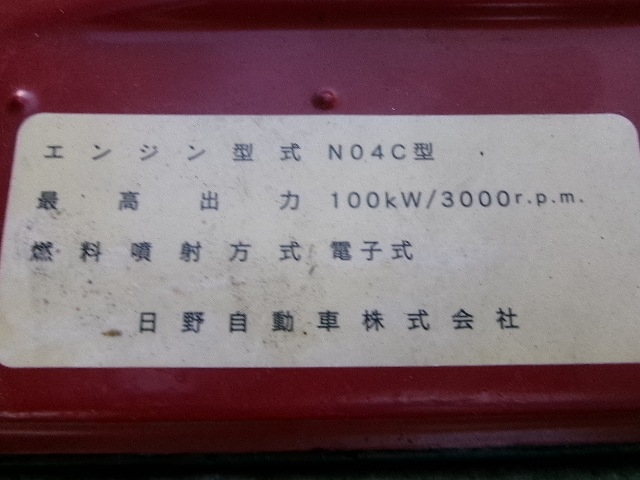 エンジン型式 N04C型
最高出力 100kW/3000r.p.m.
燃料噴射方式 電子式
日野自動車株式会社